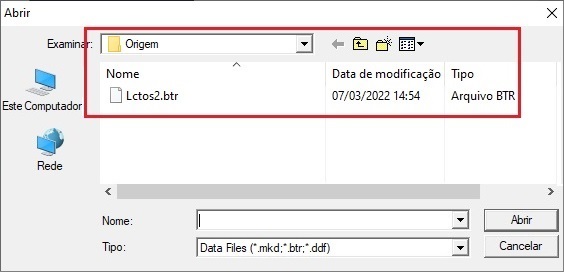 Abrir
Examinar: Origem
Nome Data de modificação Tipo
Lctos2.btr 07/03/2022 14:54 Arquivo BTR
Este Computador
Rede
Nome: Abrir
Tipo: Data Files (*.mkd;*.btr;*.ddf) Cancelar